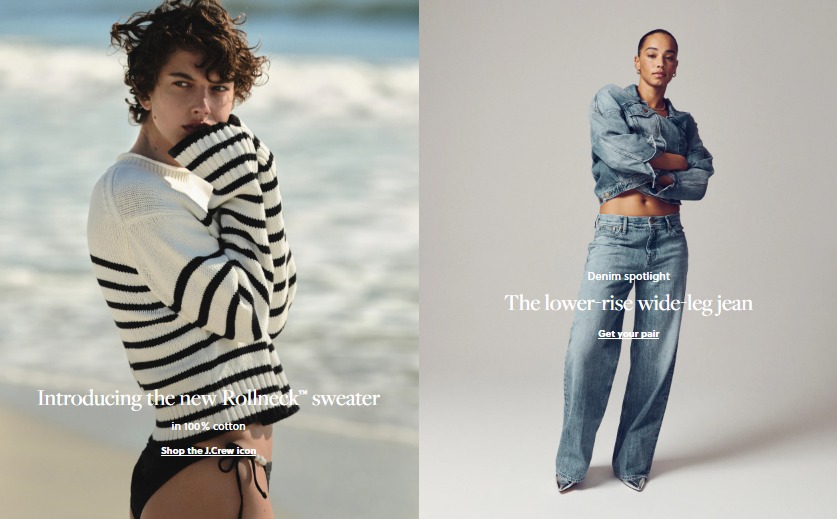 Introducing the new Rollneck™ sweater
in 100% cotton
Shop the J.Crew icon
Denim spotlight
The lower-rise wide-leg jean
Get your pair